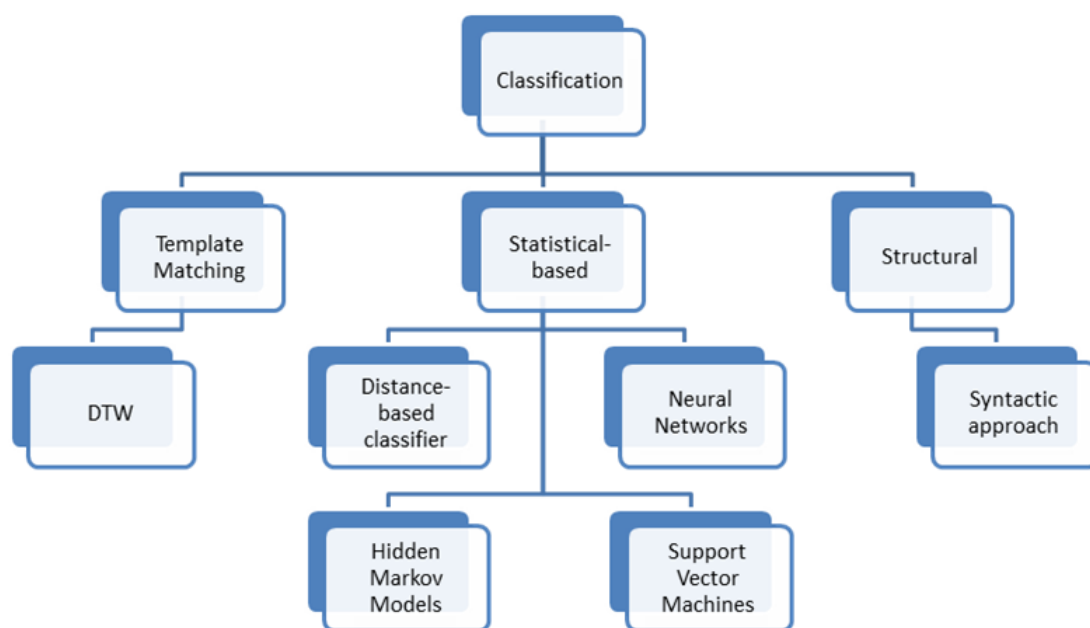 Classification
Template
Matching
Statistical-
based
Structural
DTW
Distance-
based
classifier
Neural
Networks
Syntactic
approach
Hidden
Markov
Models
Support
Vector
Machines